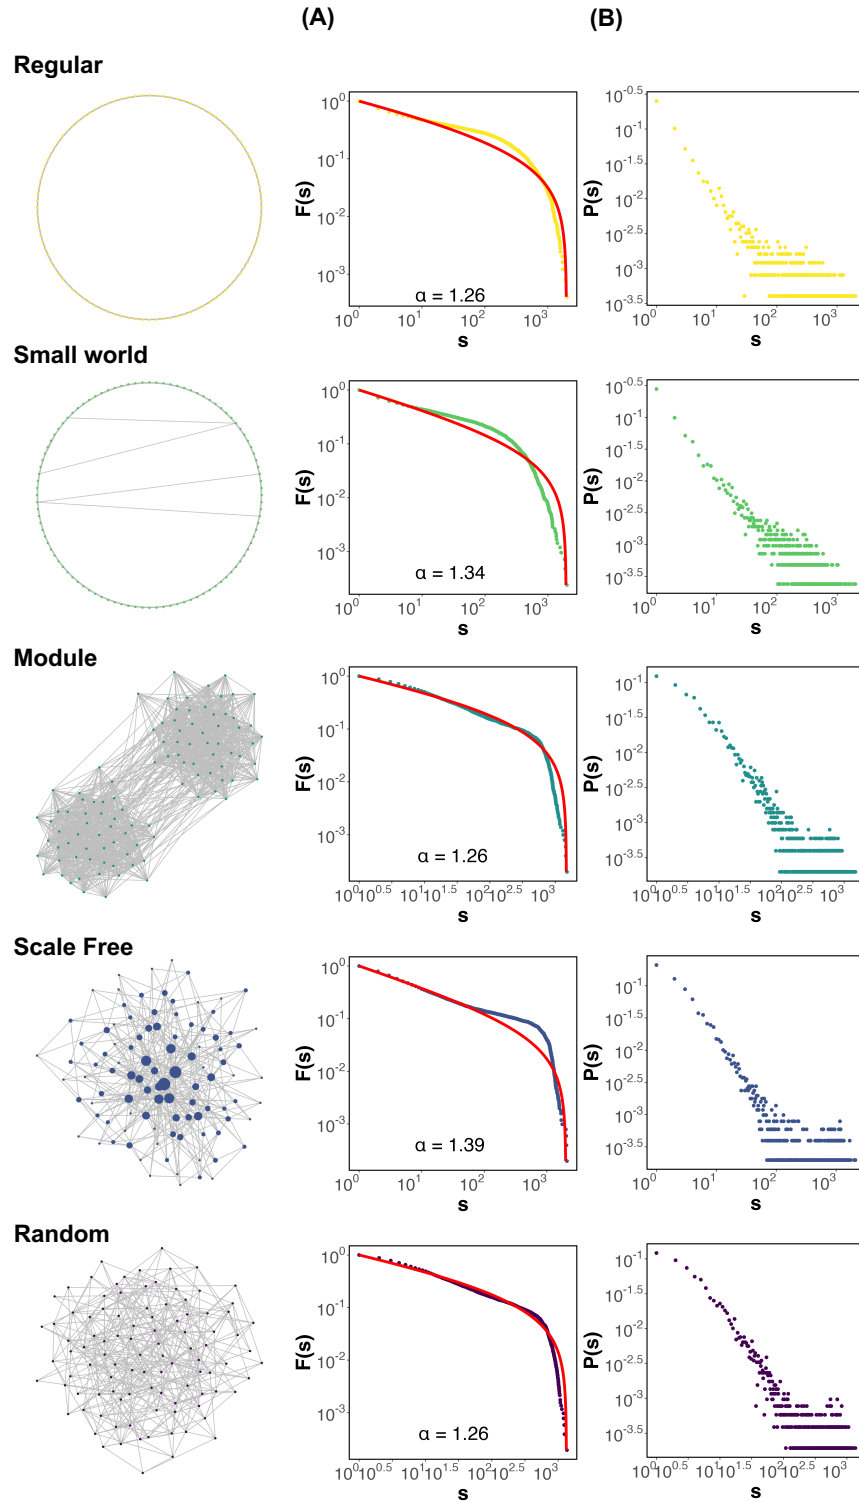 (A) (B)
Regular
10^0 10^-1 10^-2 10^-3
F(s)
α = 1.26
10^0 10^1 10^2 10^3
s
10^-0.5 10^-1 10^-1.5 10^-2 10^-2.5 10^-3 10^-3.5
P(s)
10^0 10^1 10^2 10^3
s
Small world
10^0 10^-1 10^-2 10^-3
F(s)
α = 1.34
10^0 10^1 10^2 10^3
s
10^-0.5 10^-1 10^-1.5 10^-2 10^-2.5 10^-3 10^-3.5
P(s)
10^0 10^1 10^2 10^3
s
Module
10^0 10^-1 10^-2 10^-3
F(s)
α = 1.26
10^0 10^0.5 10^1 10^1.5 10^2 10^2.5 10^3
s
10^-1 10^-1.5 10^-2 10^-2.5 10^-3 10^-3.5
P(s)
10^0 10^0.5 10^1 10^1.5 10^2 10^2.5 10^3
s
Scale Free
10^0 10^-1 10^-2 10^-3
F(s)
α = 1.39
10^0 10^1 10^2 10^3
s
10^-1 10^-1.5 10^-2 10^-2.5 10^-3 10^-3.5
P(s)
10^0 10^1 10^2 10^3
s
Random
10^0 10^-1 10^-2 10^-3
F(s)
α = 1.26
10^0 10^0.5 10^1 10^1.5 10^2 10^2.5 10^3
s
10^-1 10^-1.5 10^-2 10^-2.5 10^-3 10^-3.5
P(s)
10^0 10^0.5 10^1 10^1.5 10^2 10^2.5 10^3
s